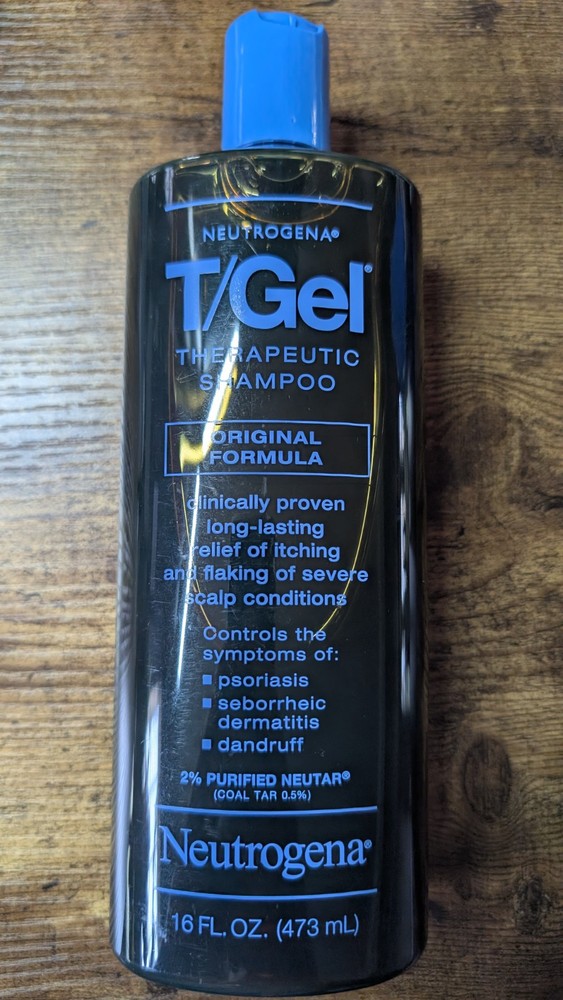 NEUTROGENA®
T/Gel®
THERAPEUTIC
SHAMPOO
ORIGINAL
FORMULA
clinically proven
long-lasting
relief of itching
and flaking of severe
scalp conditions
Controls the
symptoms of:
▪ psoriasis
▪ seborrheic
dermatitis
▪ dandruff
2% PURIFIED NEUTAR®
(COAL TAR 0.5%)
Neutrogena®
16 FL. OZ. (473 mL)